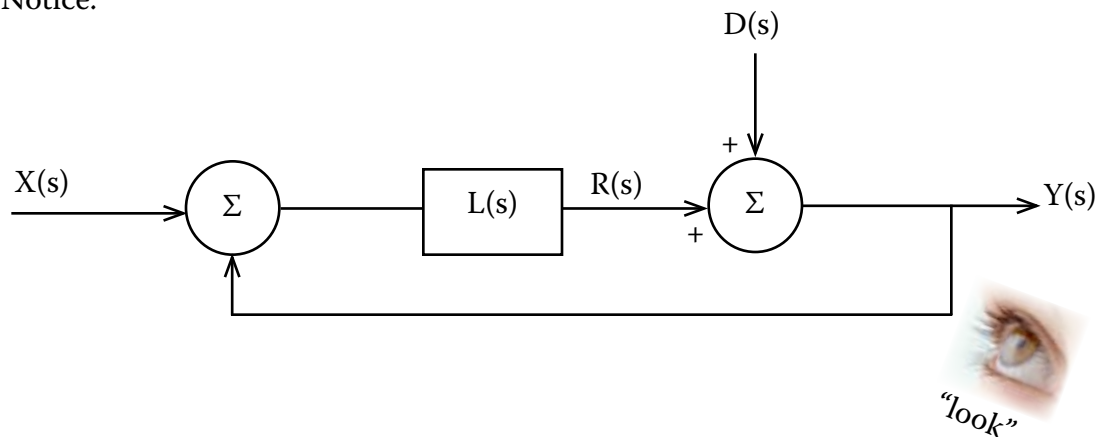 Notice:
D(s)
+
X(s)
Σ
L(s)
R(s)
Σ
Y(s)
+
“look”